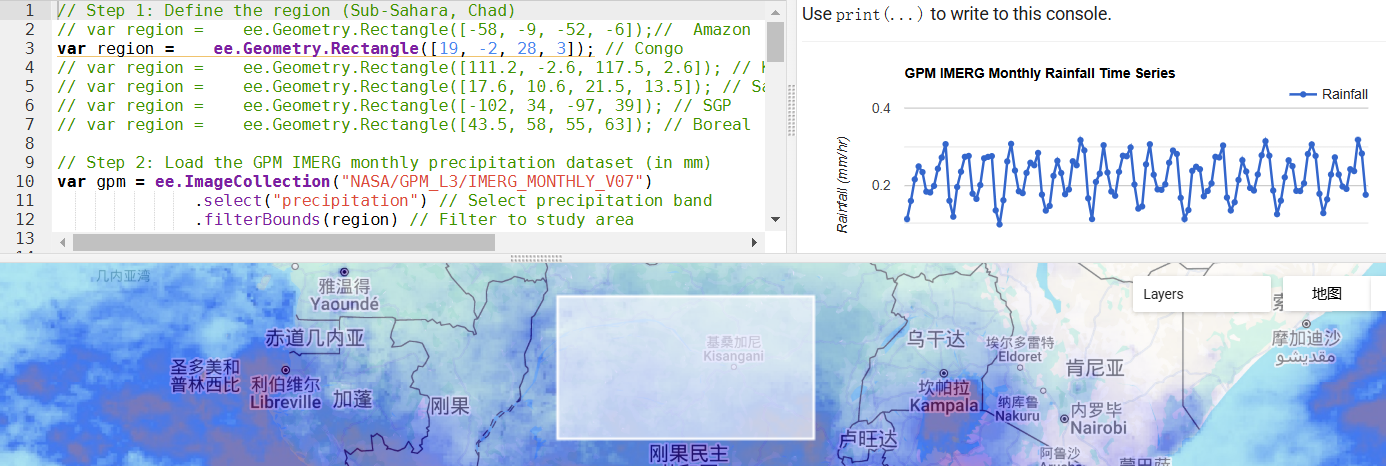 1 // Step 1: Define the region (Sub-Sahara, Chad)
2 // var region =    ee.Geometry.Rectangle([-58, -9, -52, -6]);//  Amazon
3 var region =    ee.Geometry.Rectangle([19, -2, 28, 3]); // Congo
4 // var region =    ee.Geometry.Rectangle([111.2, -2.6, 117.5, 2.6]); //
5 // var region =    ee.Geometry.Rectangle([17.6, 10.6, 21.5, 13.5]); // Sa
6 // var region =    ee.Geometry.Rectangle([-102, 34, -97, 39]); // SGP
7 // var region =    ee.Geometry.Rectangle([43.5, 58, 55, 63]); // Boreal
8
9 // Step 2: Load the GPM IMERG monthly precipitation dataset (in mm)
10 var gpm = ee.ImageCollection("NASA/GPM_L3/IMERG_MONTHLY_V07")
11 .select("precipitation") // Select precipitation band
12 .filterBounds(region) // Filter to study area
13
Use print(...) to write to this console.
GPM IMERG Monthly Rainfall Time Series
Rainfall
0.4
0.2
Rainfall (mm/hr)
几内亚湾
雅温得
Yaoundé
赤道几内亚
圣多美和
普林西比
利伯维尔
Libreville
加蓬
刚果
基桑加尼
Kisangani
刚果民主
乌干达
坎帕拉
Kampala
卢旺达
埃尔多雷特
Eldoret
纳库鲁
Nakuru
肯尼亚
内罗毕
Nairobi
阿鲁沙
Layers
地图
索
摩加迪沙
مقديشو